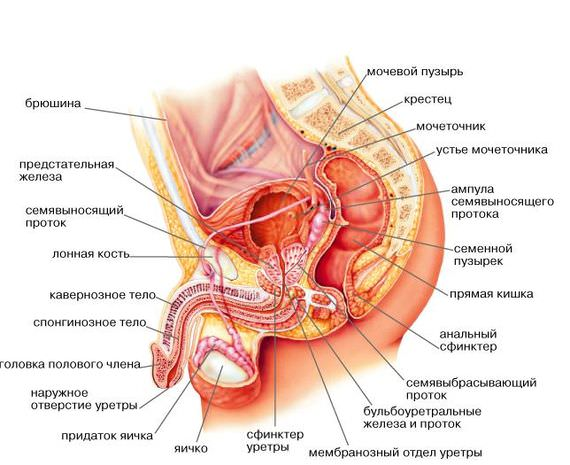 мочевой пузырь
крестец
мочеточник
устье мочеточника
ампула
семявыносящего
протока
семенной
пузырек
прямая кишка
анальный
сфинктер
семявыбрасывающий
проток
бульбоуретральные
железа и проток
мембранозный отдел уретры
сфинктер
уретры
яичко
придаток яичка
наружное
отверстие уретры
головка полового члена
спонгинозное тело
кавернозное тело
лонная кость
семявыносящий
проток
предстательная
железа
брюшина